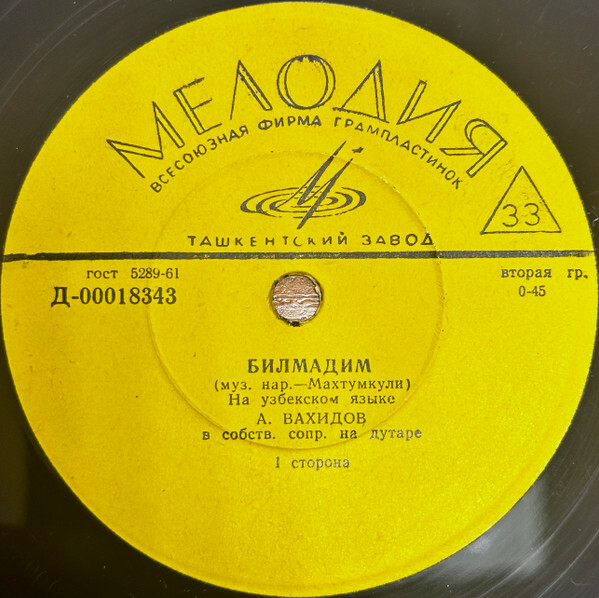 МЕЛОДИЯ
ВСЕСОЮЗНАЯ ФИРМА ГРАМПЛАСТИНОК
33
ТАШКЕНТСКИЙ ЗАВОД
гост 5289-61
вторая гр.
Д-00018343
0-45
БИЛМАДИМ
(муз. нар.—Махтумкули)
На узбекском языке
А. ВАХИДОВ
в собств. сопр. на дутаре
1 сторона